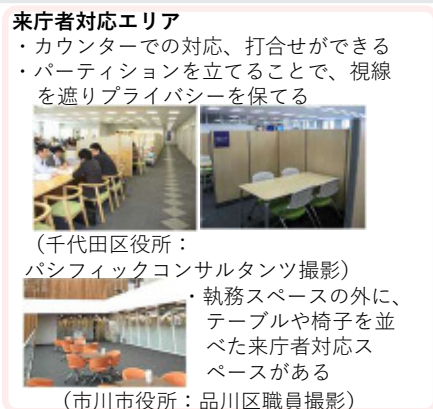 来庁者対応エリア
・カウンターでの対応、打合せができる
・パーティションを立てることで、視線
を遮りプライバシーを保てる
（千代田区役所：
パシフィックコンサルタンツ撮影）
・執務スペースの外に、
テーブルや椅子を並
べた来庁者対応ス
ペースがある
（市川市役所：品川区職員撮影）